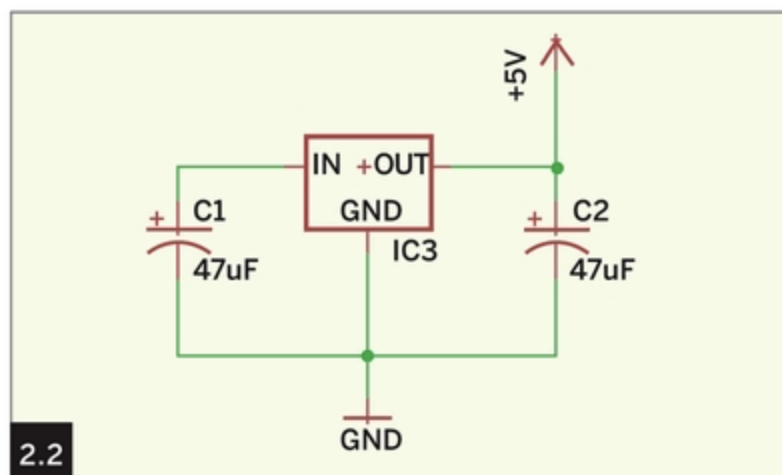 +5V
IN +OUT
GND
IC3
+ C1
47uF
+ C2
47uF
GND
2.2